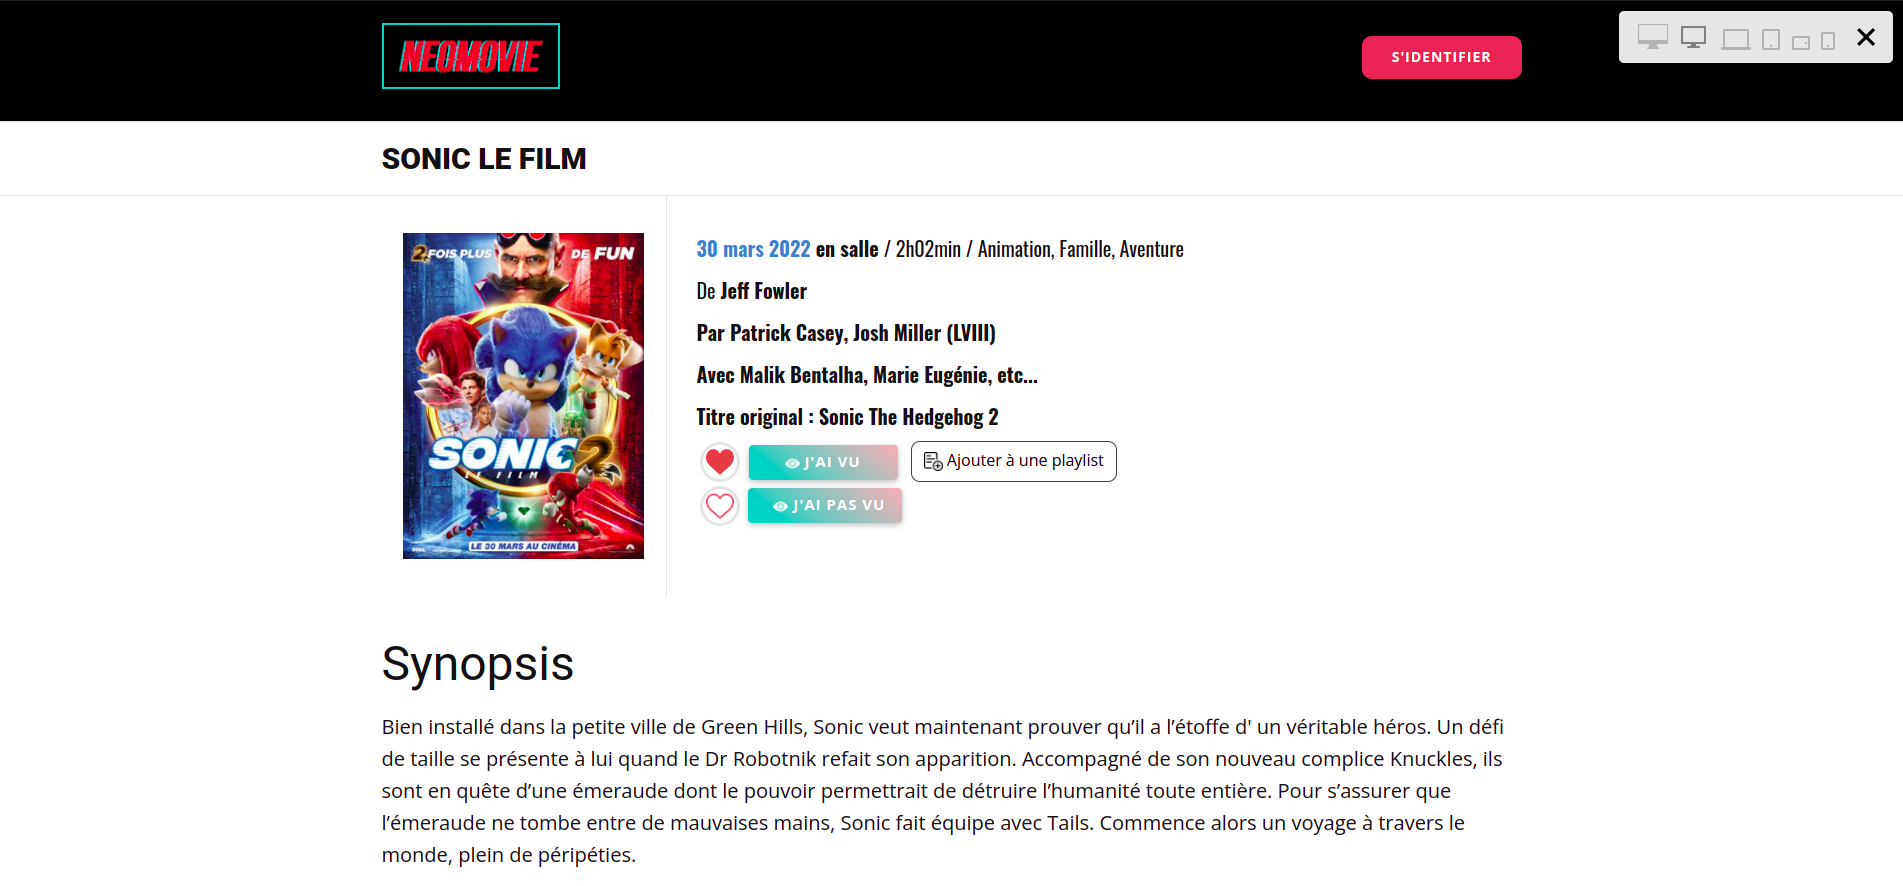 NEOMOVIE
S'IDENTIFIER
SONIC LE FILM
2 FOIS PLUS DE FUN
SONIC 2
LE FILM
LE 30 MARS AU CINÉMA
30 mars 2022 en salle / 2h02min / Animation, Famille, Aventure
De Jeff Fowler
Par Patrick Casey, Josh Miller (LVIII)
Avec Malik Bentalha, Marie Eugénie, etc...
Titre original : Sonic The Hedgehog 2
J'AI VU
Ajouter à une playlist
J'AI PAS VU
Synopsis
Bien installé dans la petite ville de Green Hills, Sonic veut maintenant prouver qu’il a l’étoffe d' un véritable héros. Un défi
de taille se présente à lui quand le Dr Robotnik refait son apparition. Accompagné de son nouveau complice Knuckles, ils
sont en quête d’une émeraude dont le pouvoir permettrait de détruire l’humanité toute entière. Pour s’assurer que
l’émeraude ne tombe entre de mauvaises mains, Sonic fait équipe avec Tails. Commence alors un voyage à travers le
monde, plein de péripéties.